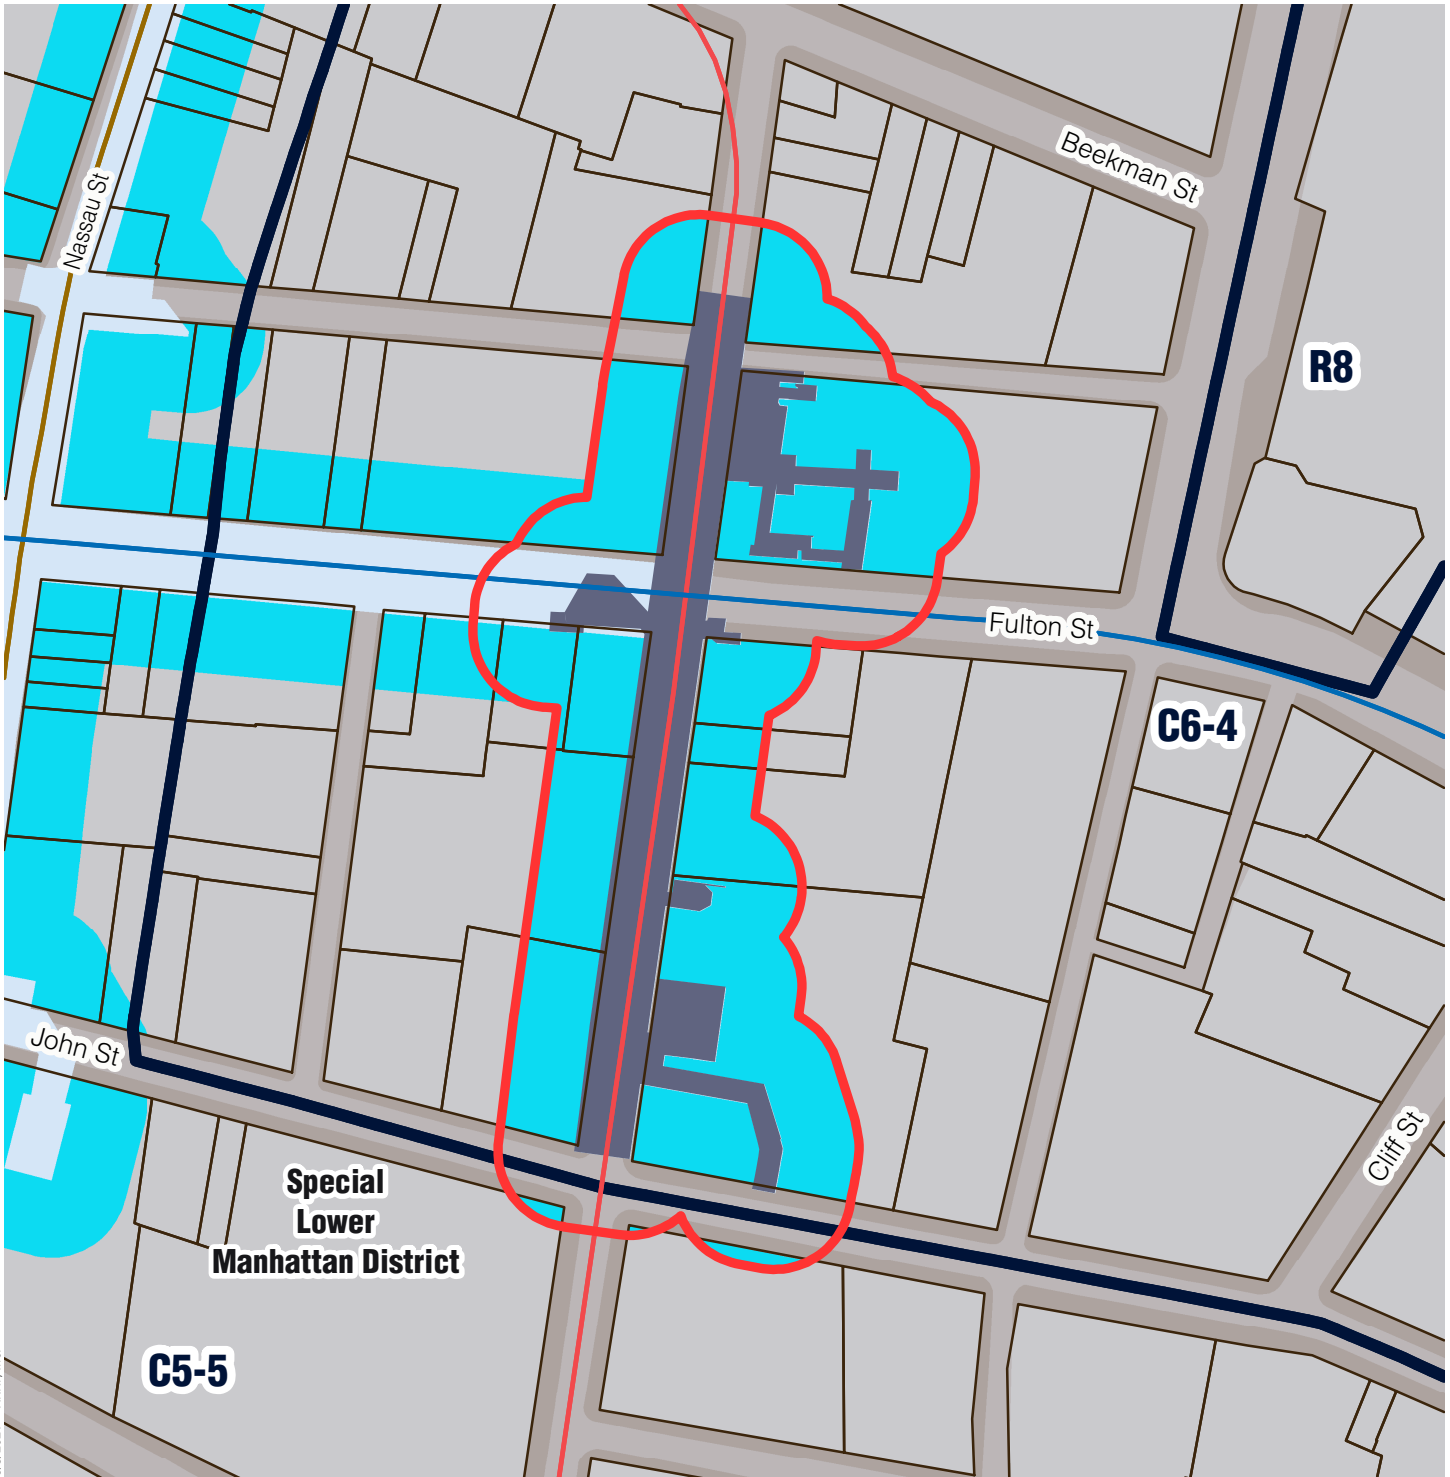 Beekman St
Nassau St
R8
Fulton St
C6-4
John St
Cliff St
Special
Lower
Manhattan District
C5-5